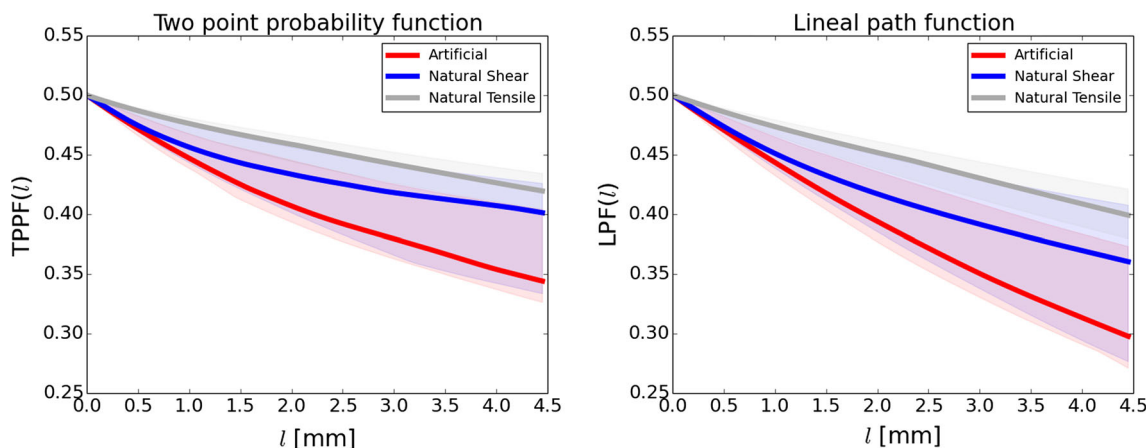 Two point probability function
0.55
0.50
0.45
0.40
0.35
0.30
0.25
TPPF(l)
Artificial
Natural Shear
Natural Tensile
0.0 0.5 1.0 1.5 2.0 2.5 3.0 3.5 4.0 4.5
l [mm]
Lineal path function
0.55
0.50
0.45
0.40
0.35
0.30
0.25
LPF(l)
Artificial
Natural Shear
Natural Tensile
0.0 0.5 1.0 1.5 2.0 2.5 3.0 3.5 4.0 4.5
l [mm]